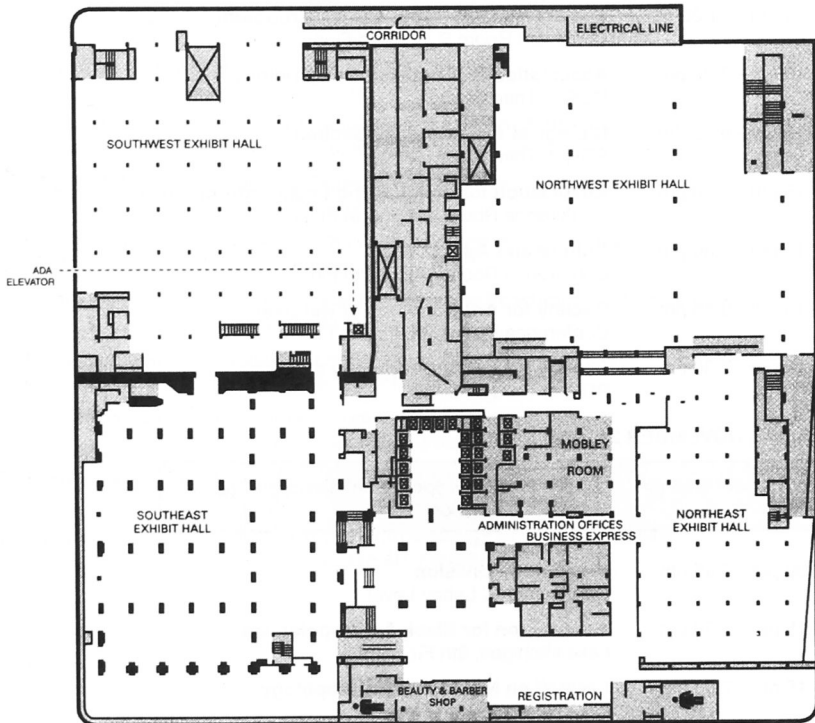 CORRIDOR
ELECTRICAL LINE
SOUTHWEST EXHIBIT HALL
NORTHWEST EXHIBIT HALL
ADA
ELEVATOR
MOBLEY
ROOM
SOUTHEAST
EXHIBIT HALL
NORTHEAST
EXHIBIT HALL
ADMINISTRATION OFFICES
BUSINESS EXPRESS
BEAUTY & BARBER
SHOP
REGISTRATION